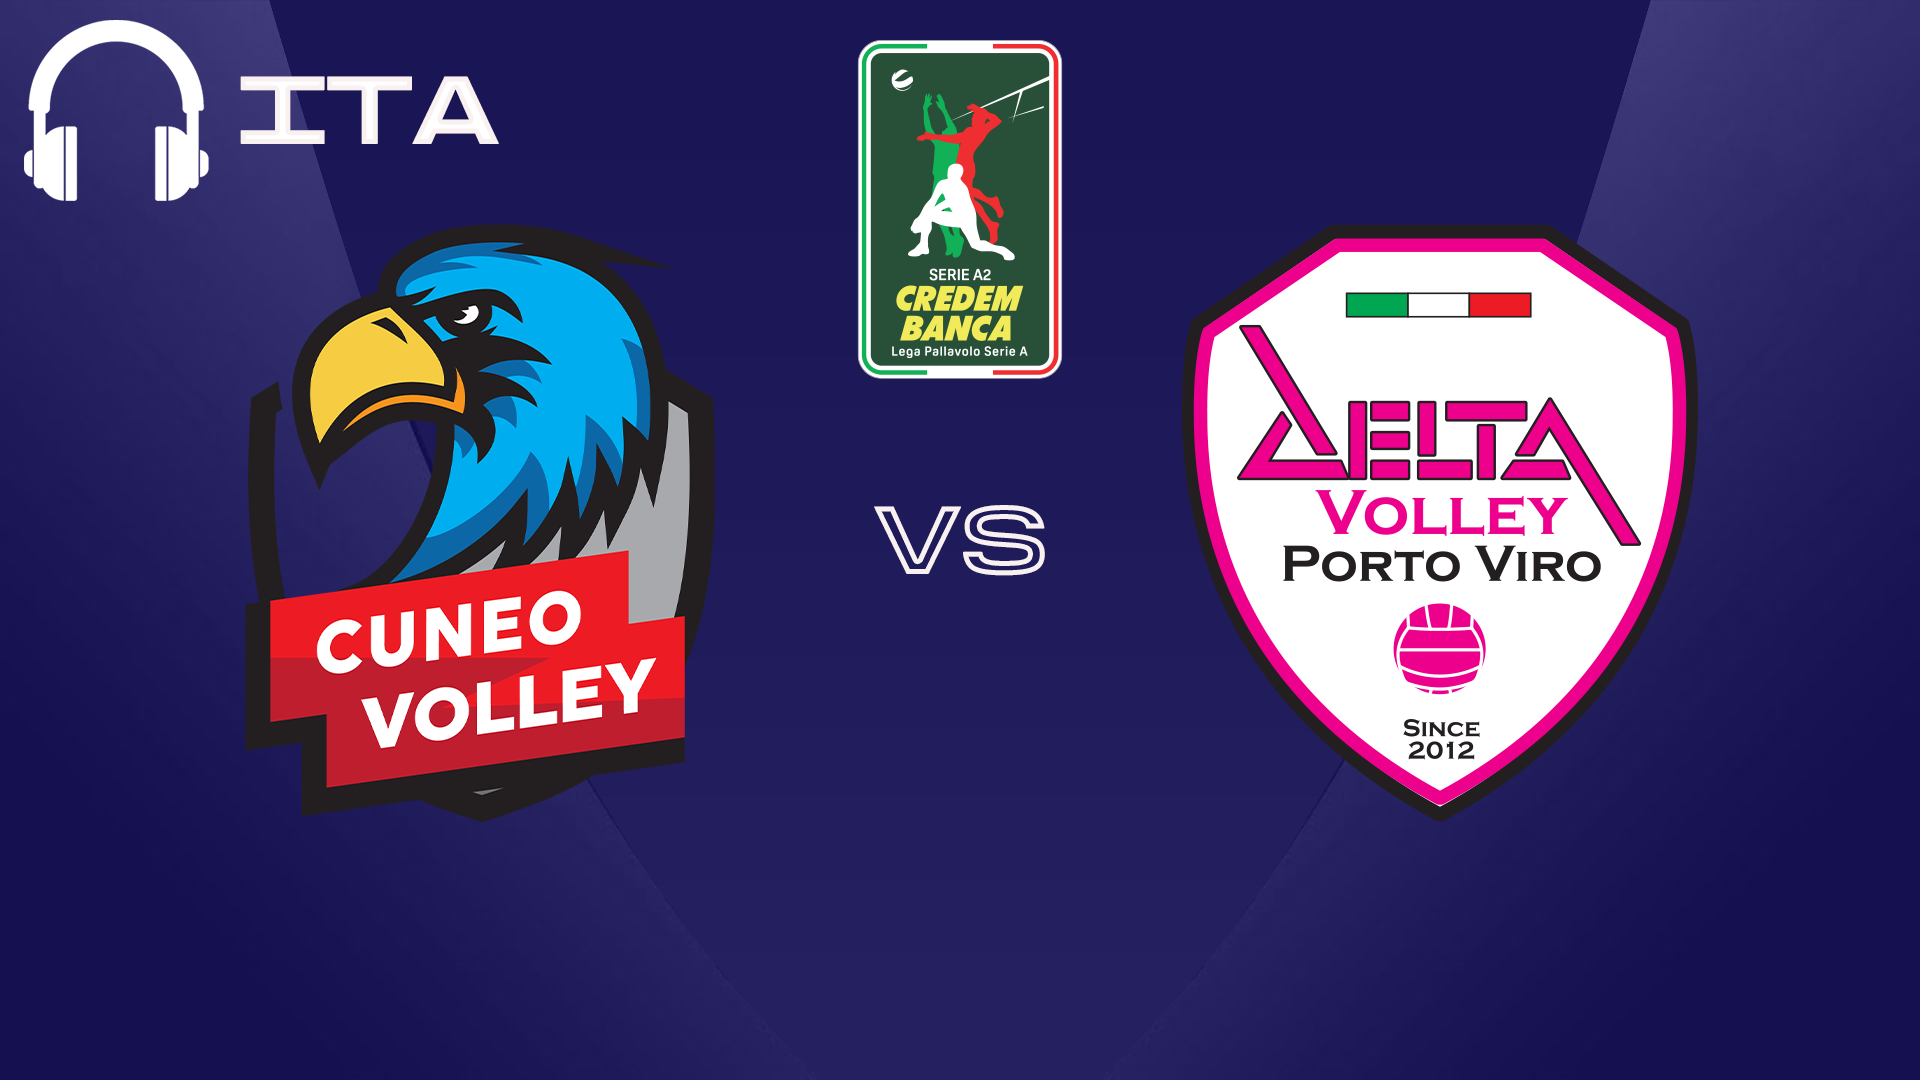 ITA
SERIE A2
CREDEM
BANCA
Lega Pallavolo Serie A
CUNEO
VOLLEY
VS
DELTA
VOLLEY
PORTO VIRO
SINCE
2012